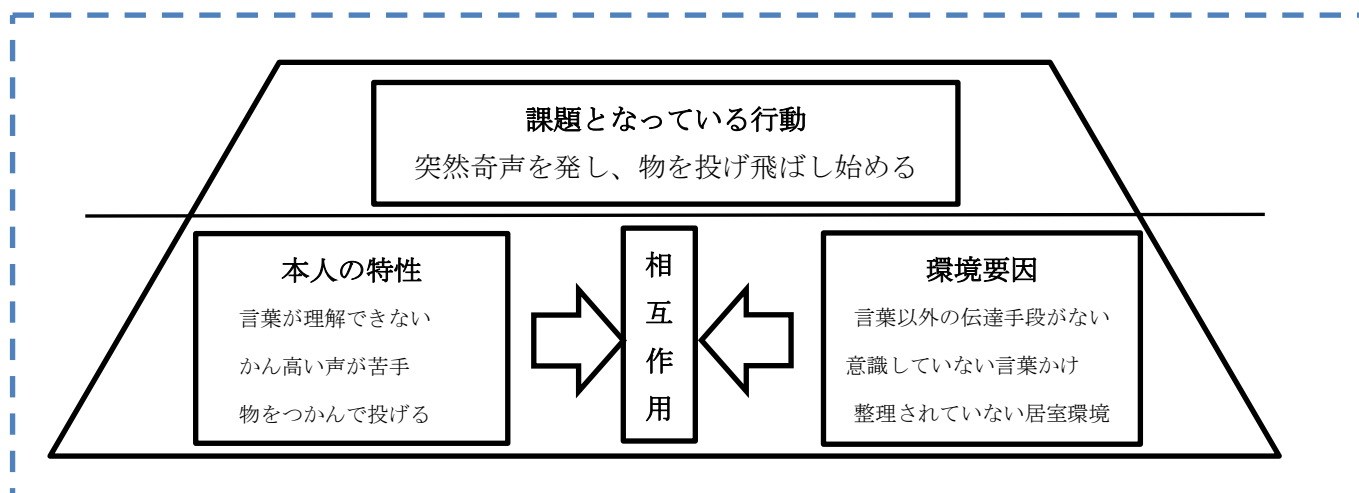 課題となっている行動
突然奇声を発し、物を投げ飛ばし始める
本人の特性
言葉が理解できない
かん高い声が苦手
物をつかんで投げる
相
互
作
用
環境要因
言葉以外の伝達手段がない
意識していない言葉かけ
整理されていない居室環境